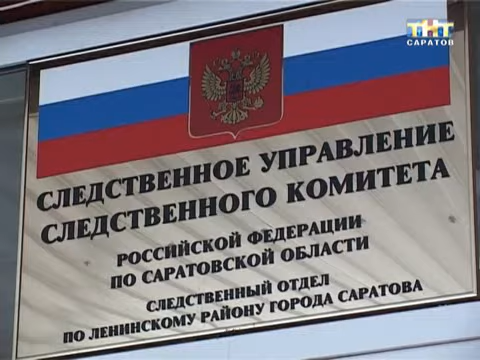 ТНТ
САРАТОВ
СЛЕДСТВЕННОЕ УПРАВЛЕНИЕ
СЛЕДСТВЕННОГО КОМИТЕТА
РОССИЙСКОЙ ФЕДЕРАЦИИ
ПО САРАТОВСКОЙ ОБЛАСТИ
СЛЕДСТВЕННЫЙ ОТДЕЛ
ПО ЛЕНИНСКОМУ РАЙОНУ ГОРОДА САРАТОВА